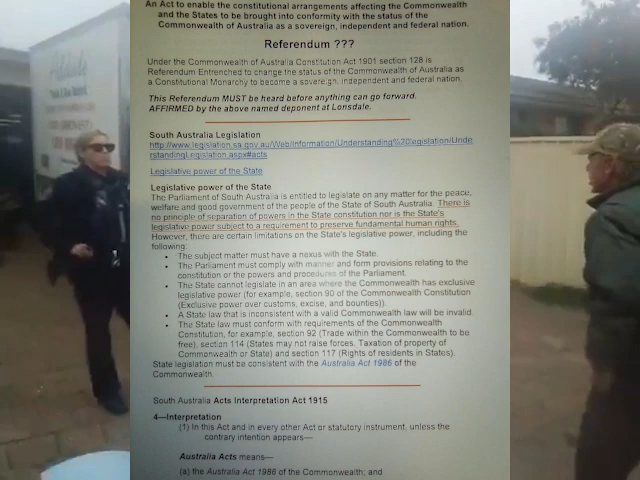 An Act to enable the constitutional arrangements affecting the Commonwealth
and the States to be brought into conformity with the status of the
Commonwealth of Australia as a sovereign, independent and federal nation.
Referendum ???
Under the Commonwealth of Australia Constitution Act 1901 section 128 is
Referendum Entrenched to change the status of the Commonwealth of Australia as
a Constitutional Monarchy to become a sovereign, independent and federal nation.
This Referendum MUST be heard before anything can go forward.
AFFIRMED by the above named deponent at Lonsdale.
South Australia Legislation
http://www.legislation.sa.gov.au/Web/Information/Understanding%20legislation/Unde
rstandingLegislation.aspx#acts
Legislative power of the State
Legislative power of the State
The Parliament of South Australia is entitled to legislate on any matter for the peace,
welfare and good government of the people of the State of South Australia. There is
no principle of separation of powers in the State constitution nor is the State's
legislative power subject to a requirement to preserve fundamental human rights.
However, there are certain limitations on the State's legislative power, including the
following:
• The subject matter must have a nexus with the State.
• The Parliament must comply with manner and form provisions relating to the
constitution or the powers and procedures of the Parliament.
• The State cannot legislate in an area where the Commonwealth has exclusive
legislative power (for example, section 90 of the Commonwealth Constitution
(Exclusive power over customs, excise, and bounties)).
• A State law that is inconsistent with a valid Commonwealth law will be invalid.
• The State law must conform with requirements of the Commonwealth
Constitution, for example, section 92 (Trade within the Commonwealth to be
free), section 114 (States may not raise forces. Taxation of property of
Commonwealth or State) and section 117 (Rights of residents in States).
State legislation must be consistent with the Australia Act 1986 of the
Commonwealth.
South Australia Acts Interpretation Act 1915
4—Interpretation
(1) In this Act and in every other Act or statutory instrument, unless the
contrary intention appears—
Australia Acts means—
(a) the Australia Act 1986 of the Commonwealth; and